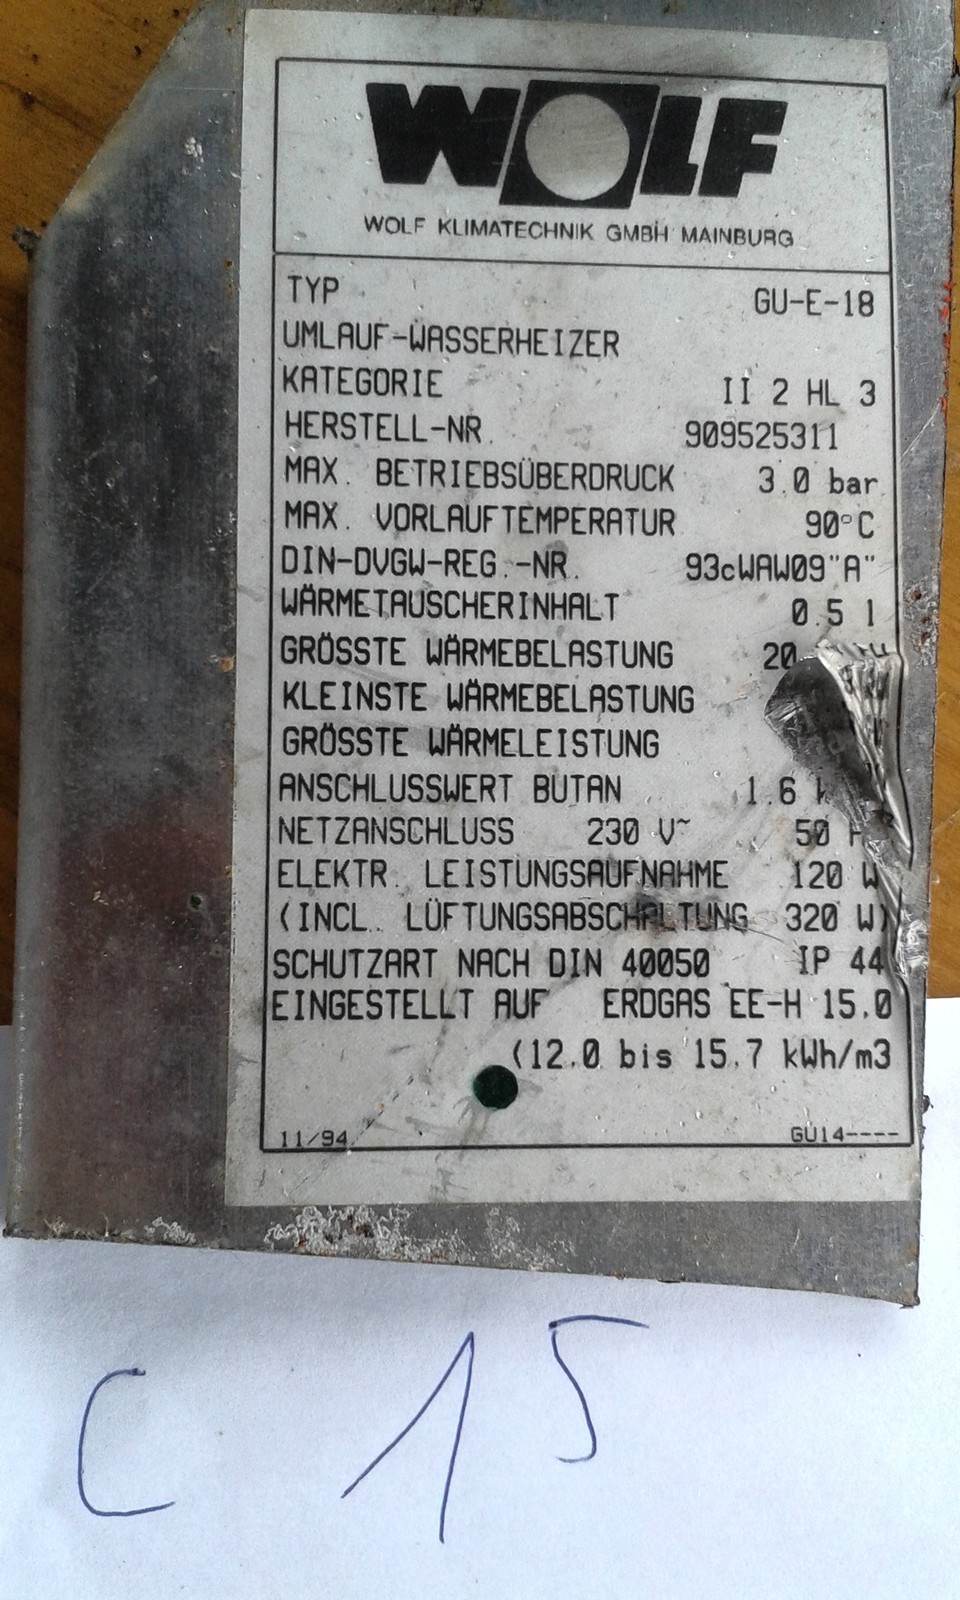 WOLF
WOLF KLIMATECHNIK GMBH MAINBURG
TYP GU-E-18
UMLAUF-WASSERHEIZER
KATEGORIE II 2 HL 3
HERSTELL-NR. 909525311
MAX. BETRIEBSÜBERDRUCK 3.0 bar
MAX. VORLAUFTEMPERATUR 90°C
DIN-DVGW-REG.-NR. 93cWAW09"A"
WÄRMETAUSCHERINHALT 0.5 l
GRÖSSTE WÄRMEBELASTUNG 20
KLEINSTE WÄRMEBELASTUNG
GRÖSSTE WÄRMELEISTUNG
ANSCHLUSSWERT BUTAN 1.6
NETZANSCHLUSS 230 V~ 50
ELEKTR. LEISTUNGSAUFNAHME 120 W
(INCL. LÜFTUNGSABSCHALTUNG 320 W)
SCHUTZART NACH DIN 40050 IP 44
EINGESTELLT AUF ERDGAS EE-H 15.0
(12.0 bis 15.7 kWh/m3
11/94 GU14----
C 15